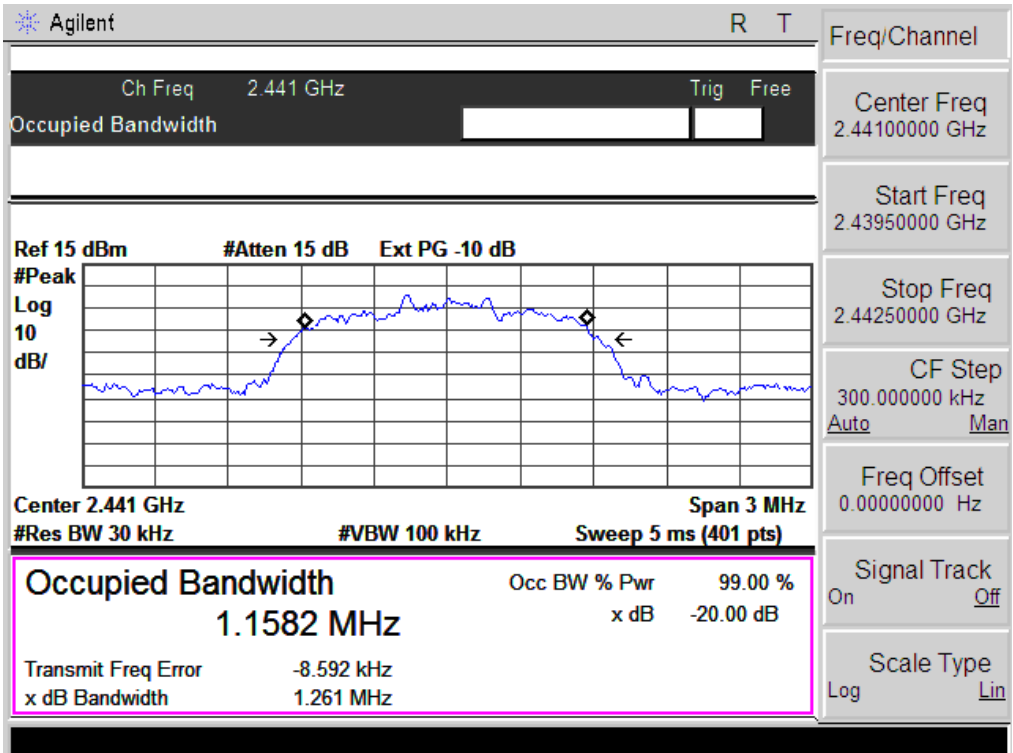 Agilent R T
Ch Freq 2.441 GHz Trig Free
Occupied Bandwidth
Ref 15 dBm #Atten 15 dB Ext PG -10 dB
#Peak
Log
10
dB/
Center 2.441 GHz Span 3 MHz
#Res BW 30 kHz #VBW 100 kHz Sweep 5 ms (401 pts)
Occupied Bandwidth
1.1582 MHz
Occ BW % Pwr 99.00 %
x dB -20.00 dB
Transmit Freq Error -8.592 kHz
x dB Bandwidth 1.261 MHz
Freq/Channel
Center Freq
2.44100000 GHz
Start Freq
2.43950000 GHz
Stop Freq
2.44250000 GHz
CF Step
300.000000 kHz
Auto Man
Freq Offset
0.00000000 Hz
Signal Track
On Off
Scale Type
Log Lin